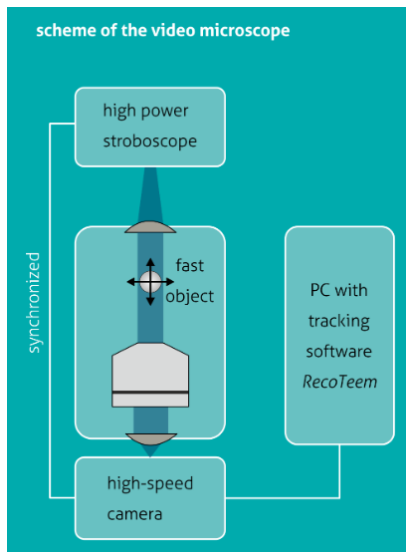 scheme of the video microscope
high power
stroboscope
synchronized
fast
object
PC with
tracking
software
RecoTeem
high-speed
camera